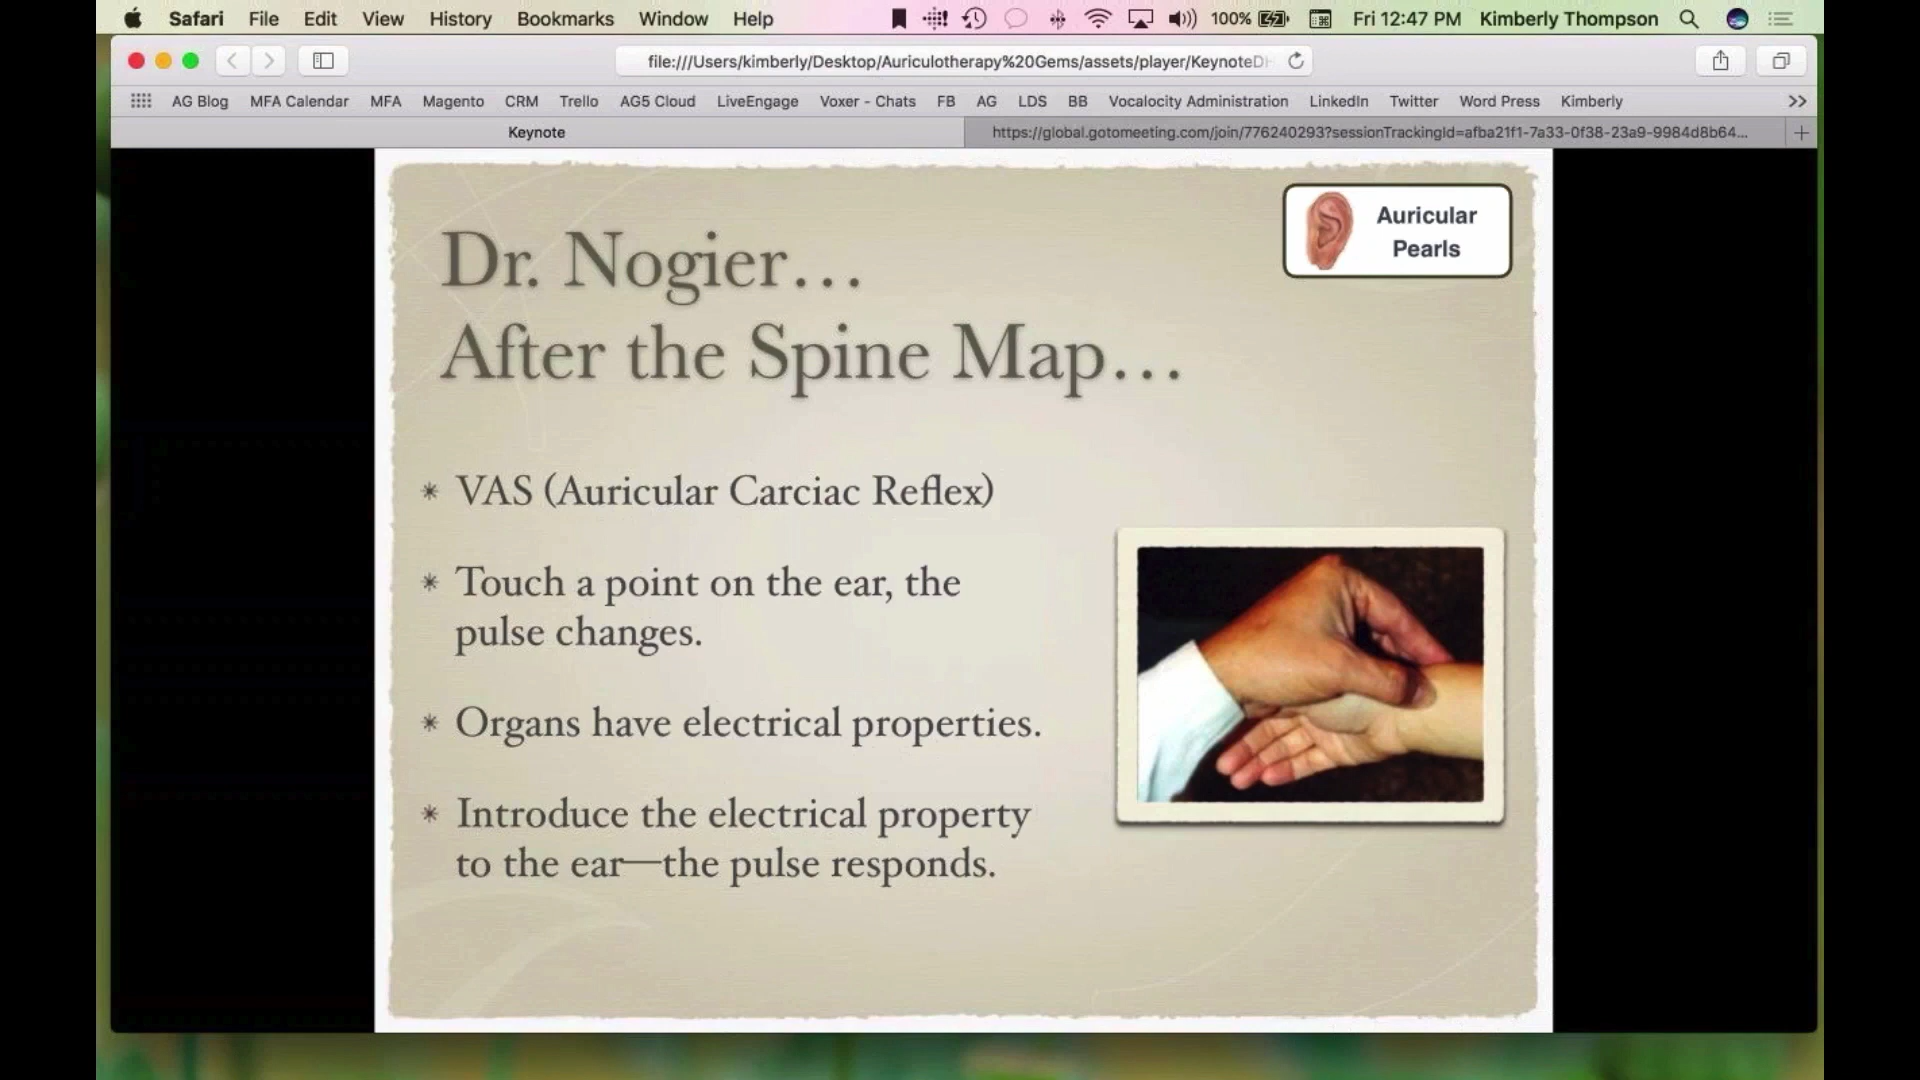 Safari File Edit View History Bookmarks Window Help 100% Fri 12:47 PM Kimberly Thompson
file:///Users/kimberly/Desktop/Auriculotherapy%20Gems/assets/player/KeynoteD
AG Blog MFA Calendar MFA Magento CRM Trello AG5 Cloud LiveEngage Voxer - Chats FB AG LDS BB Vocalocity Administration LinkedIn Twitter Word Press Kimberly
Keynote https://global.gotomeeting.com/join/776240293?sessionTrackingId=afba21f1-7a33-0f38-23a9-9984d8b64...
Auricular
Pearls
Dr. Nogier...
After the Spine Map...
* VAS (Auricular Carciac Reflex)
* Touch a point on the ear, the
pulse changes.
* Organs have electrical properties.
* Introduce the electrical property
to the ear—the pulse responds.